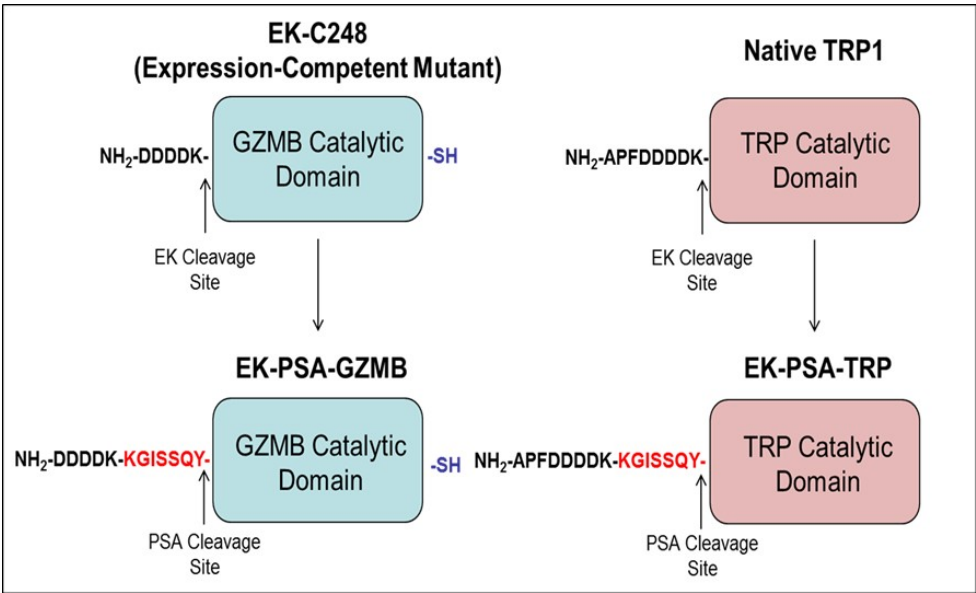 EK-C248
(Expression-Competent Mutant)
NH2-DDDDK-
GZMB Catalytic
Domain
-SH
EK Cleavage
Site
Native TRP1
NH2-APFDDDDK-
TRP Catalytic
Domain
EK Cleavage
Site
EK-PSA-GZMB
NH2-DDDDK-KGISSQY-
GZMB Catalytic
Domain
-SH
PSA Cleavage
Site
EK-PSA-TRP
NH2-APFDDDDK-KGISSQY-
TRP Catalytic
Domain
PSA Cleavage
Site